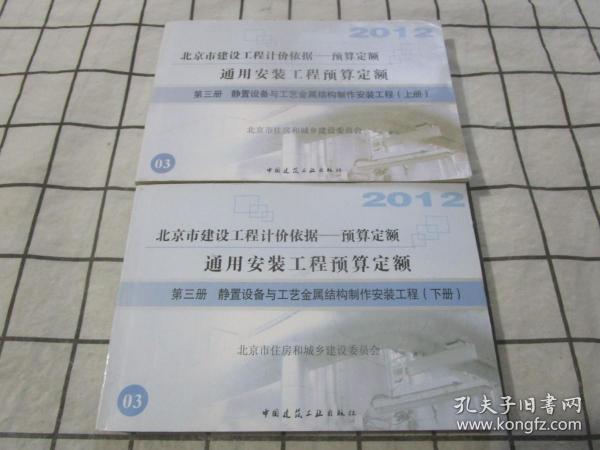 2012
北京市建设工程计价依据——预算定额
通用安装工程预算定额
第三册 静置设备与工艺金属结构制作安装工程(上册)
北京市住房和城乡建设委员会
03
中国建筑工业出版社
2012
北京市建设工程计价依据——预算定额
通用安装工程预算定额
第三册 静置设备与工艺金属结构制作安装工程(下册)
北京市住房和城乡建设委员会
03
中国建筑工业出版社
孔夫子旧书网
www.kongfz.com